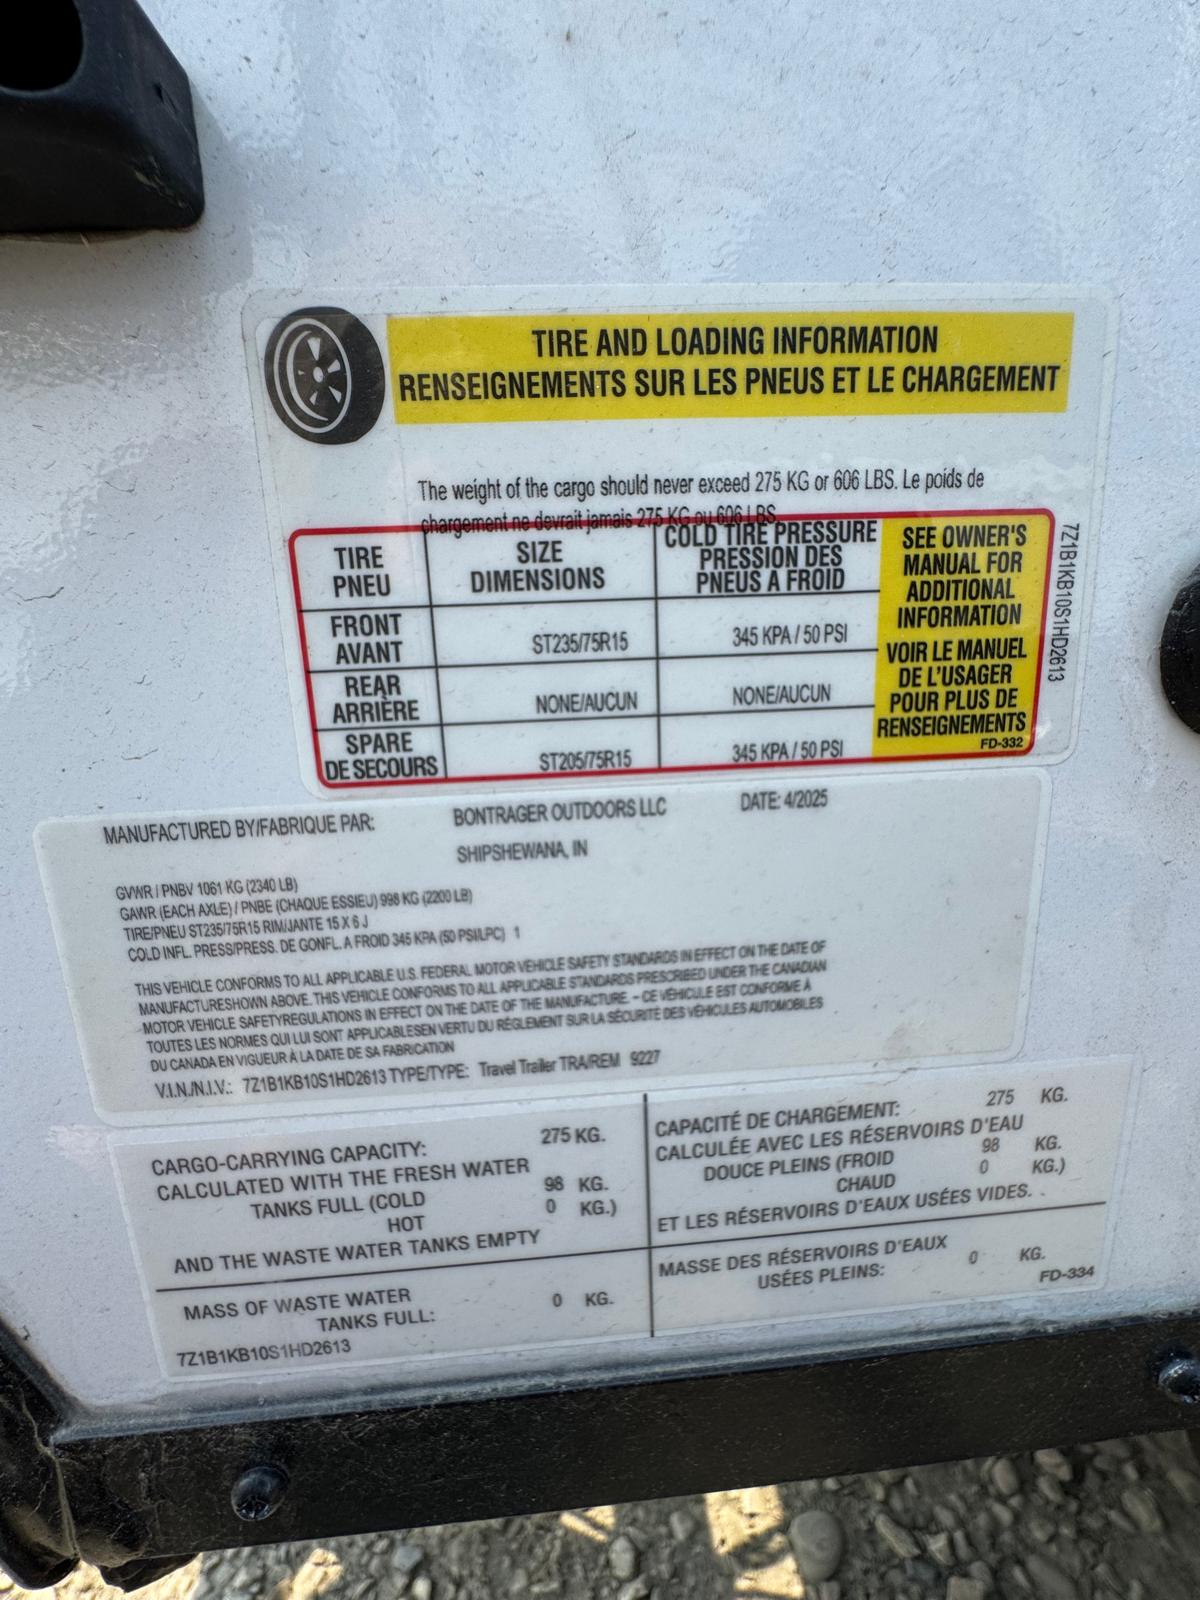 TIRE AND LOADING INFORMATION
RENSEIGNEMENTS SUR LES PNEUS ET LE CHARGEMENT
The weight of the cargo should never exceed 275 KG or 606 LBS. Le poids de
chargement ne devrait jamais 275 KG ou 606 LBS.
TIRE
PNEU
SIZE
DIMENSIONS
COLD TIRE PRESSURE
PRESSION DES
PNEUS A FROID
FRONT
AVANT
ST235/75R15
345 KPA / 50 PSI
REAR
ARRIÈRE
NONE/AUCUN
NONE/AUCUN
SPARE
DE SECOURS
ST205/75R15
345 KPA / 50 PSI
SEE OWNER'S
MANUAL FOR
ADDITIONAL
INFORMATION
VOIR LE MANUEL
DE L'USAGER
POUR PLUS DE
RENSEIGNEMENTS
FD-332
7Z1B1KB10S1HD2613
MANUFACTURED BY/FABRIQUE PAR: BONTRAGER OUTDOORS LLC DATE: 4/2025
SHIPSHEWANA, IN
GVWR / PNBV 1061 KG (2340 LB)
GAWR (EACH AXLE) / PNBE (CHAQUE ESSIEU) 998 KG (2200 LB)
TIRE/PNEU ST235/75R15 RIM/JANTE 15 X 6 J
COLD INFL. PRESS/PRESS. DE GONFL. A FROID 345 KPA (50 PSI/LPC) 1
THIS VEHICLE CONFORMS TO ALL APPLICABLE U.S. FEDERAL MOTOR VEHICLE SAFETY STANDARDS IN EFFECT ON THE DATE OF
MANUFACTURESHOWN ABOVE. THIS VEHICLE CONFORMS TO ALL APPLICABLE STANDARDS PRESCRIBED UNDER THE CANADIAN
MOTOR VEHICLE SAFETYREGULATIONS IN EFFECT ON THE DATE OF THE MANUFACTURE. – CE VÉHICULE EST CONFORME À
TOUTES LES NORMES QUI LUI SONT APPLICABLESEN VERTU DU RÉGLEMENT SUR LA SÉCURITÉ DES VÉHICULES AUTOMOBILES
DU CANADA EN VIGUEUR À LA DATE DE SA FABRICATION
V.I.N./N.I.V.: 7Z1B1KB10S1HD2613 TYPE/TYPE: Travel Trailer TRA/REM 9227
CARGO-CARRYING CAPACITY: 275 KG.
CALCULATED WITH THE FRESH WATER
TANKS FULL (COLD 98 KG.
HOT 0 KG.)
AND THE WASTE WATER TANKS EMPTY
MASS OF WASTE WATER
TANKS FULL: 0 KG.
7Z1B1KB10S1HD2613
CAPACITÉ DE CHARGEMENT: 275 KG.
CALCULÉE AVEC LES RÉSERVOIRS D'EAU
DOUCE PLEINS (FROID 98 KG.
CHAUD 0 KG.)
ET LES RÉSERVOIRS D'EAUX USÉES VIDES. .
MASSE DES RÉSERVOIRS D'EAUX
USÉES PLEINS: 0 KG.
FD-334